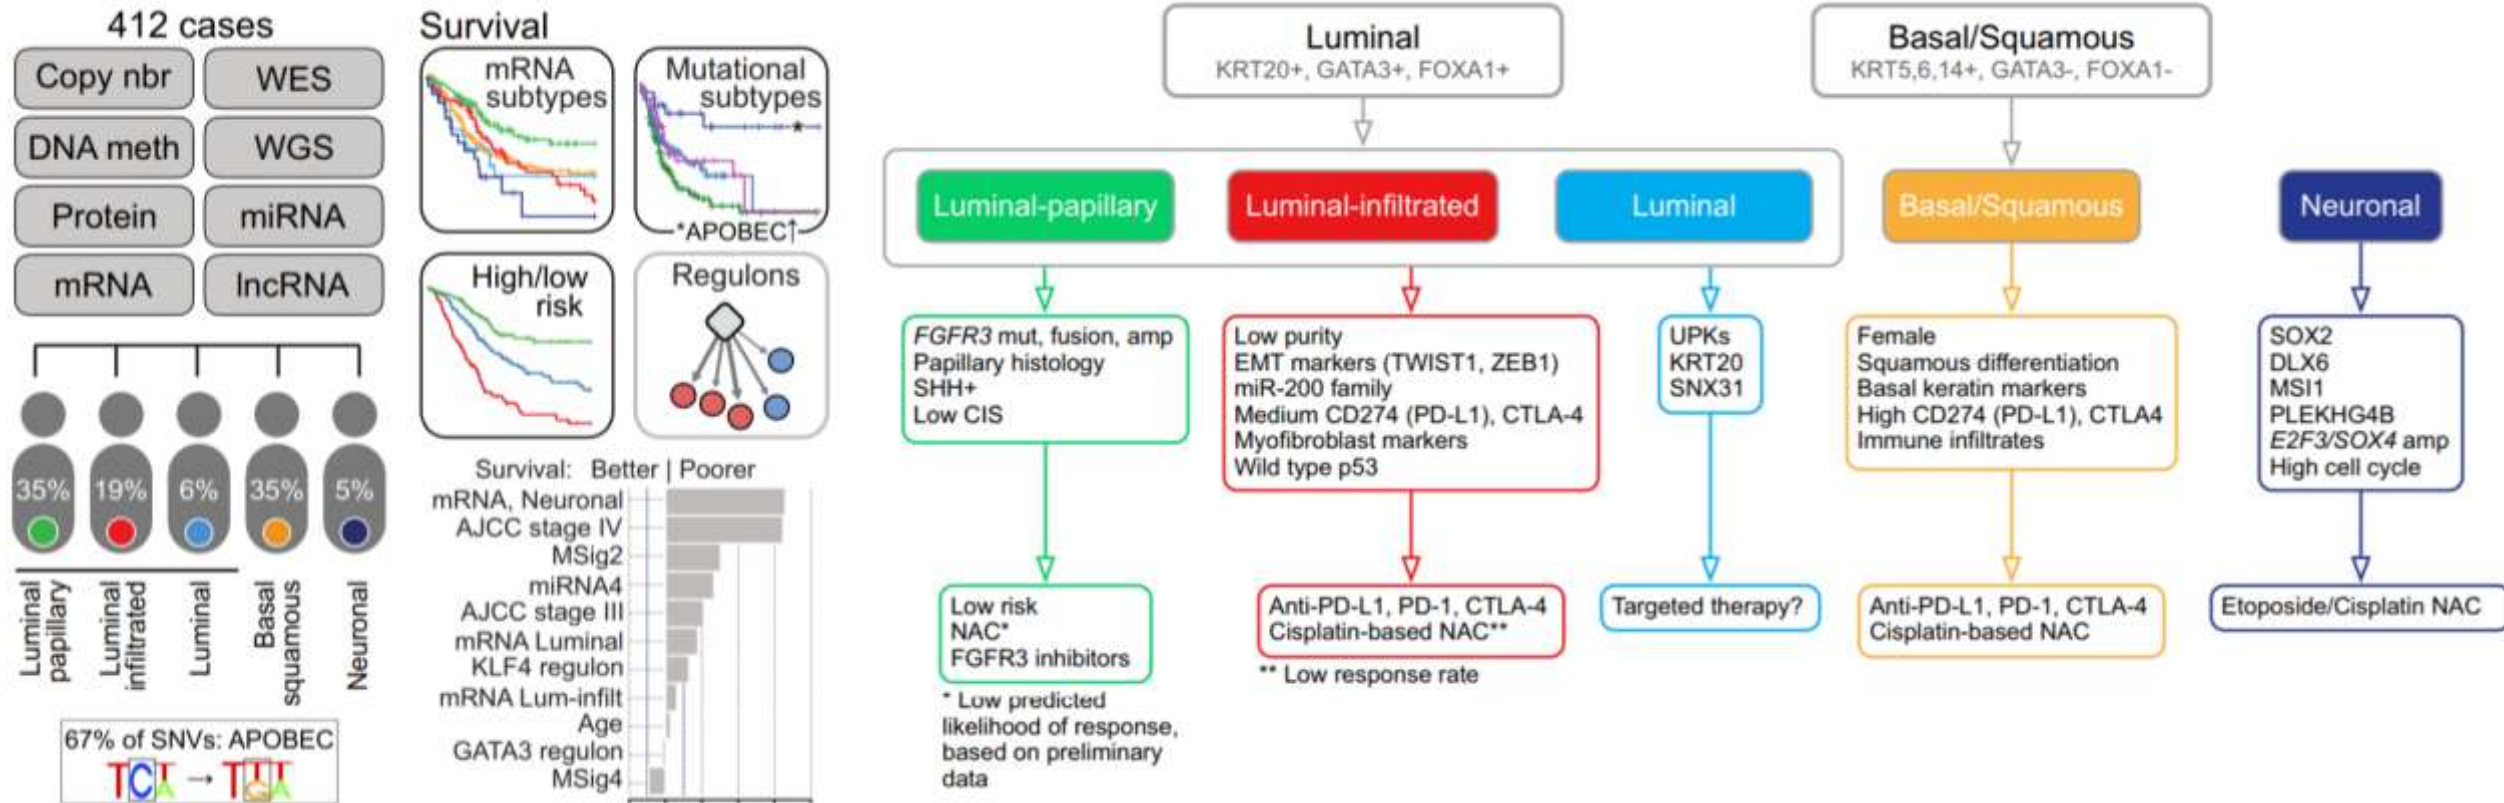 412 cases
Copy nbr
WES
DNA meth
WGS
Protein
miRNA
mRNA
lncRNA
35%
19%
6%
35%
5%
Luminal
papillary
Luminal
infiltrated
Luminal
Basal
squamous
Neuronal
67% of SNVs: APOBEC
TCT
A
→
TTT
GA
Survival
mRNA
subtypes
Mutational
subtypes
*
*APOBEC↑
High/low
risk
Regulons
Survival: Better | Poorer
mRNA, Neuronal
AJCC stage IV
MSig2
miRNA4
AJCC stage III
mRNA Luminal
KLF4 regulon
mRNA Lum-infilt
Age
GATA3 regulon
MSig4
Luminal
KRT20+, GATA3+, FOXA1+
Basal/Squamous
KRT5,6,14+, GATA3-, FOXA1-
Luminal-papillary
Luminal-infiltrated
Luminal
Basal/Squamous
Neuronal
FGFR3 mut, fusion, amp
Papillary histology
SHH+
Low CIS
Low purity
EMT markers (TWIST1, ZEB1)
miR-200 family
Medium CD274 (PD-L1), CTLA-4
Myofibroblast markers
Wild type p53
UPKs
KRT20
SNX31
Female
Squamous differentiation
Basal keratin markers
High CD274 (PD-L1), CTLA4
Immune infiltrates
SOX2
DLX6
MSI1
PLEKHG4B
E2F3/SOX4 amp
High cell cycle
Low risk
NAC*
FGFR3 inhibitors
* Low predicted
likelihood of response,
based on preliminary
data
Anti-PD-L1, PD-1, CTLA-4
Cisplatin-based NAC**
** Low response rate
Targeted therapy?
Anti-PD-L1, PD-1, CTLA-4
Cisplatin-based NAC
Etoposide/Cisplatin NAC